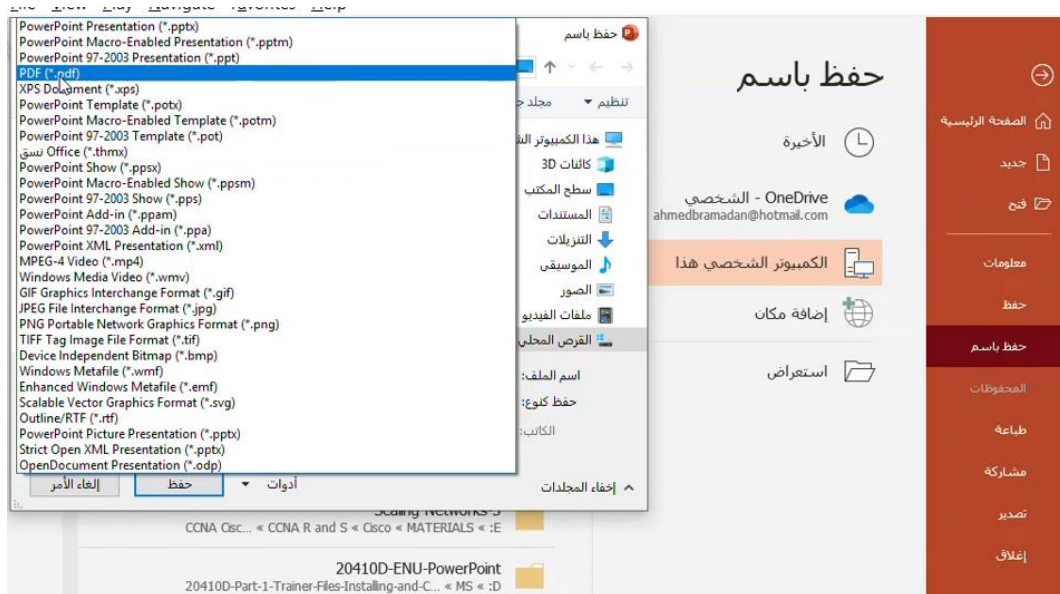 File View Play Navigate Favorites Help
PowerPoint Presentation (*.pptx)
PowerPoint Macro-Enabled Presentation (*.pptm)
PowerPoint 97-2003 Presentation (*.ppt)
PDF (*.pdf)
XPS Document (*.xps)
PowerPoint Template (*.potx)
PowerPoint Macro-Enabled Template (*.potm)
PowerPoint 97-2003 Template (*.pot)
نسق Office (*.thmx)
PowerPoint Show (*.ppsx)
PowerPoint Macro-Enabled Show (*.ppsm)
PowerPoint 97-2003 Show (*.pps)
PowerPoint Add-in (*.ppam)
PowerPoint 97-2003 Add-in (*.ppa)
PowerPoint XML Presentation (*.xml)
MPEG-4 Video (*.mp4)
Windows Media Video (*.wmv)
GIF Graphics Interchange Format (*.gif)
JPEG File Interchange Format (*.jpg)
PNG Portable Network Graphics Format (*.png)
TIFF Tag Image File Format (*.tif)
Device Independent Bitmap (*.bmp)
Windows Metafile (*.wmf)
Enhanced Windows Metafile (*.emf)
Scalable Vector Graphics Format (*.svg)
Outline/RTF (*.rtf)
PowerPoint Picture Presentation (*.pptx)
Strict Open XML Presentation (*.pptx)
OpenDocument Presentation (*.odp)
حفظ باسم
تنظيم مجلد
هذا الكمبيوتر
كائنات 3D
سطح المكتب
المستندات
التنزيلات
الموسيقى
الصور
ملفات الفيديو
القرص المحلي
اسم الملف:
حفظ كنوع:
الكاتب:
إخفاء المجلدات
أدوات
حفظ
إلغاء الأمر
Scaling Networks-3
CCNA Cisc... « CCNA R and S « Cisco « MATERIALS « :E
20410D-ENU-PowerPoint
20410D-Part-1-Trainer-Files-Installing-and-C... « MS « :D
حفظ باسم
الأخيرة
OneDrive - الشخصي
ahmedbramadan@hotmail.com
الكمبيوتر الشخصي هذا
إضافة مكان
استعراض
الصفحة الرئيسية
جديد
فتح
معلومات
حفظ
حفظ باسم
المحفوظات
طباعة
مشاركة
تصدير
إغلاق